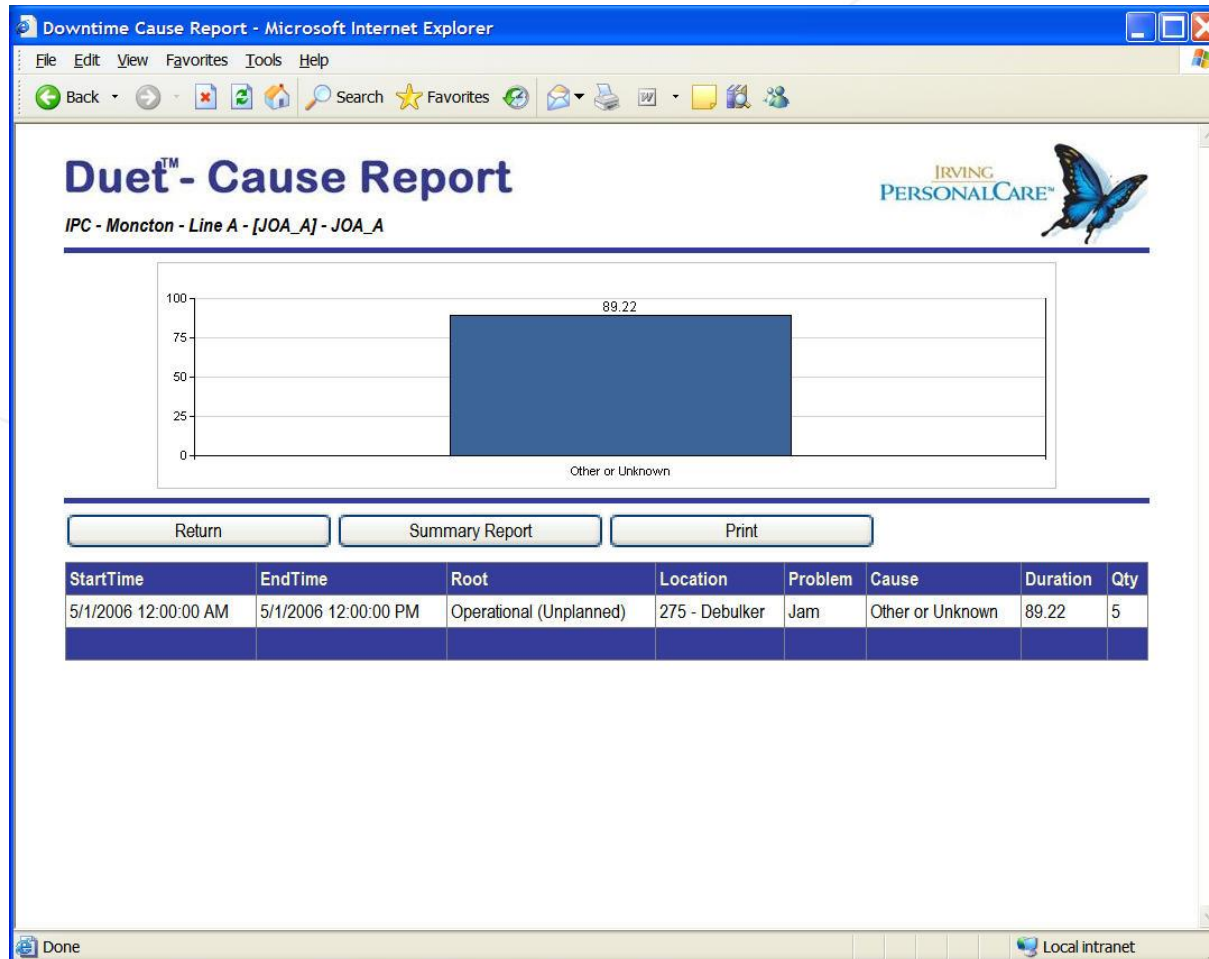 Downtime Cause Report - Microsoft Internet Explorer
File Edit View Favorites Tools Help
Back Search Favorites
Duet™- Cause Report
IRVING
PERSONALCARE™
IPC - Moncton - Line A - [JOA_A] - JOA_A
100
89.22
75
50
25
0
Other or Unknown
Return Summary Report Print
StartTime EndTime Root Location Problem Cause Duration Qty
5/1/2006 12:00:00 AM 5/1/2006 12:00:00 PM Operational (Unplanned) 275 - Debulker Jam Other or Unknown 89.22 5
Done Local intranet